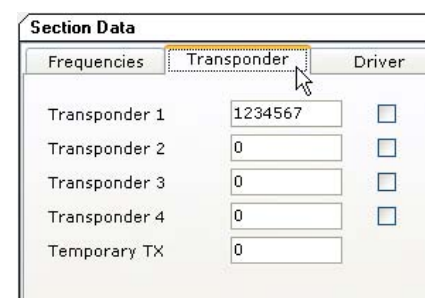 Section Data
Frequencies Transponder Driver
Transponder 1 1234567
Transponder 2 0
Transponder 3 0
Transponder 4 0
Temporary TX 0